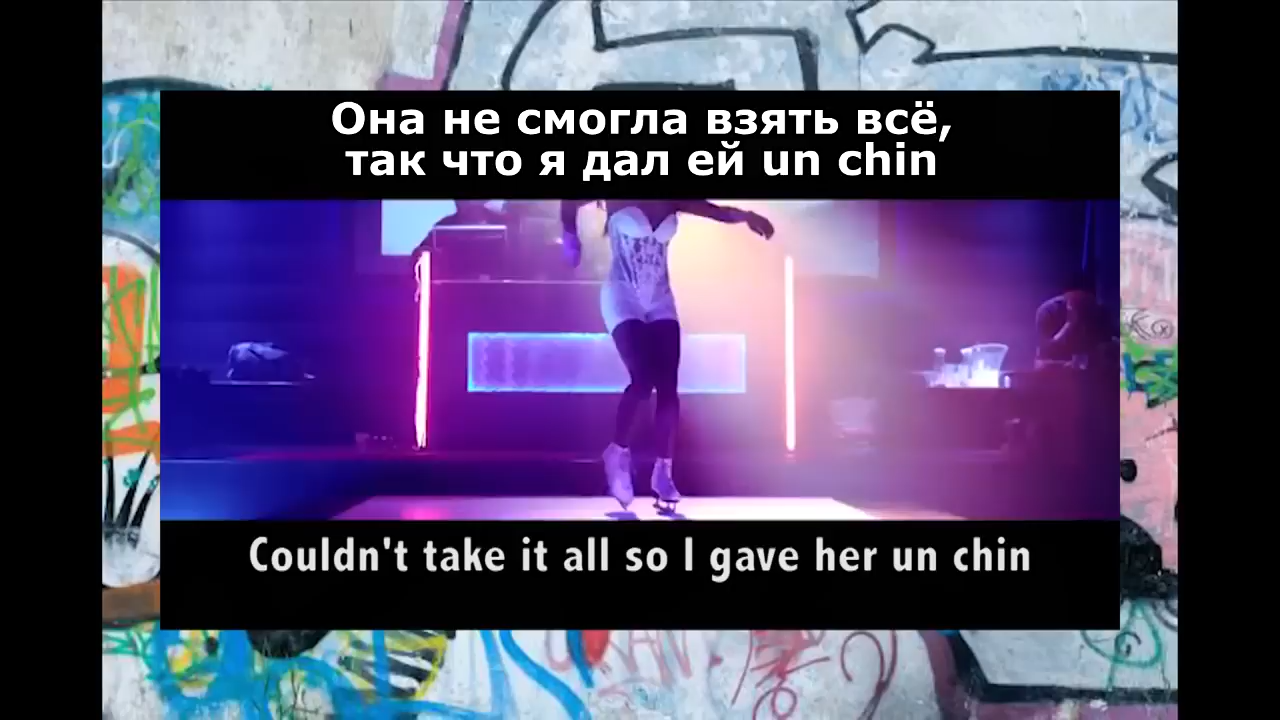 Она не смогла взять всё,
так что я дал ей un chin
Couldn't take it all so I gave her un chin